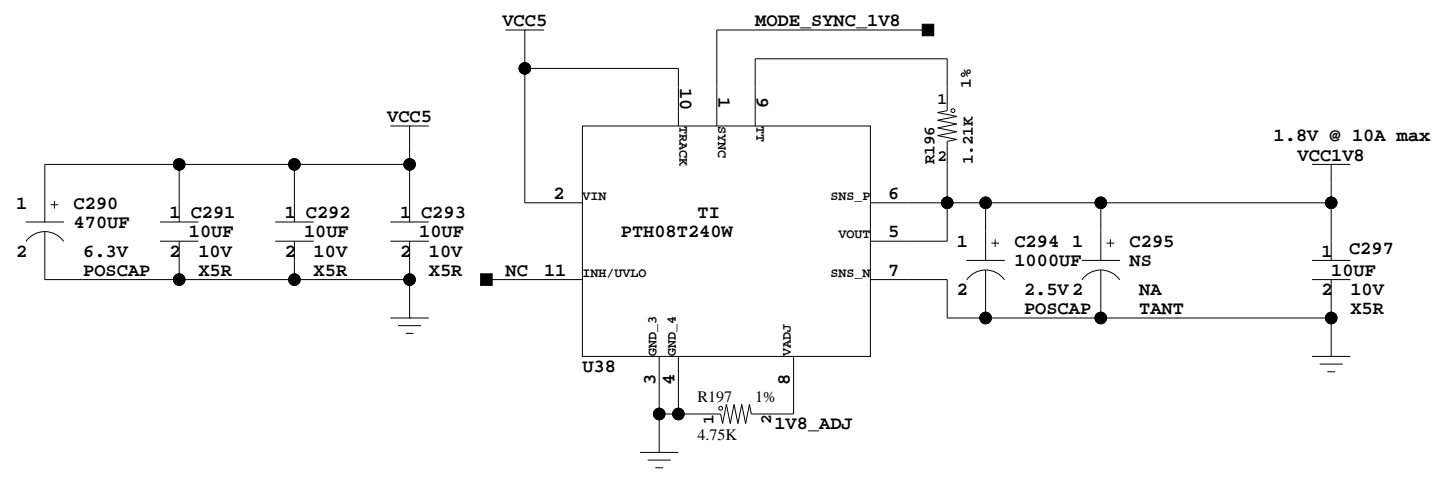 VCC5
MODE_SYNC_1V8
10
1
9
1
1%
VCC5
TRACK
SYNC
TT
R196
1.21K
2
1.8V @ 10A max
VCC1V8
1 + C290
470UF
2 6.3V
POSCAP
1 C291
10UF
2 10V
X5R
1 C292
10UF
2 10V
X5R
1 C293
10UF
2 10V
X5R
2 VIN
TI
PTH08T240W
SNS_P 6
VOUT 5
NC 11 INH/UVLO
SNS_N 7
1 + C294
1000UF
2 2.5V
POSCAP
1 + C295
NS
2 NA
TANT
1 C297
10UF
2 10V
X5R
GND_3
GND_4
VADJ
U38
3
4
8
R197 1%
1 2 1V8_ADJ
4.75K